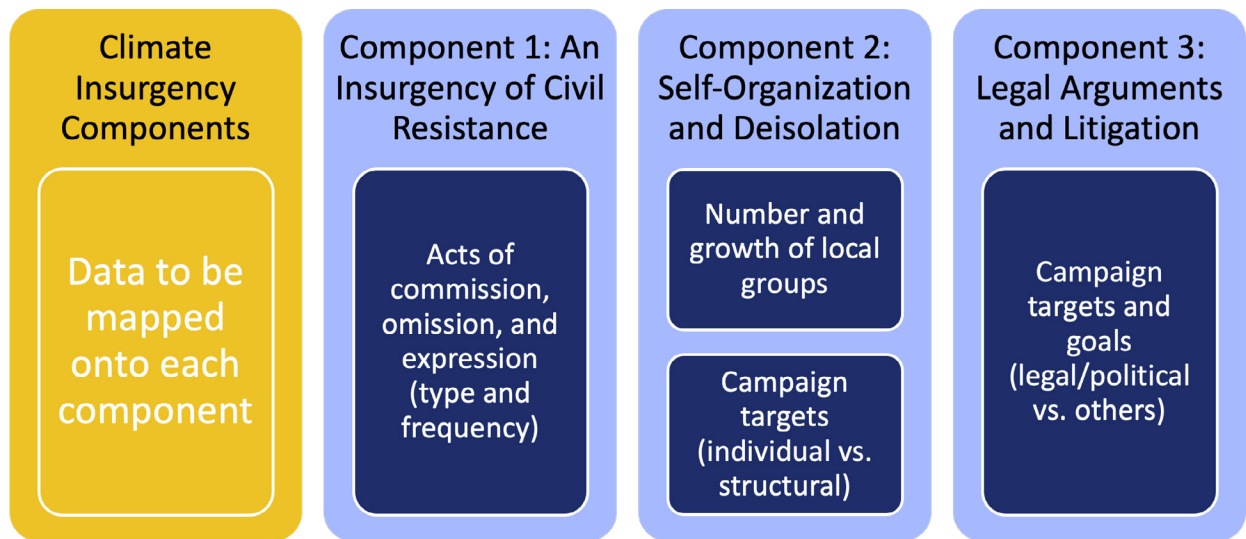 Climate
Insurgency
Components
Data to be
mapped
onto each
component
Component 1: An
Insurgency of Civil
Resistance
Acts of
commission,
omission, and
expression
(type and
frequency)
Component 2:
Self-Organization
and Deisolation
Number and
growth of local
groups
Campaign
targets
(individual vs.
structural)
Component 3:
Legal Arguments
and Litigation
Campaign
targets and
goals
(legal/political
vs. others)